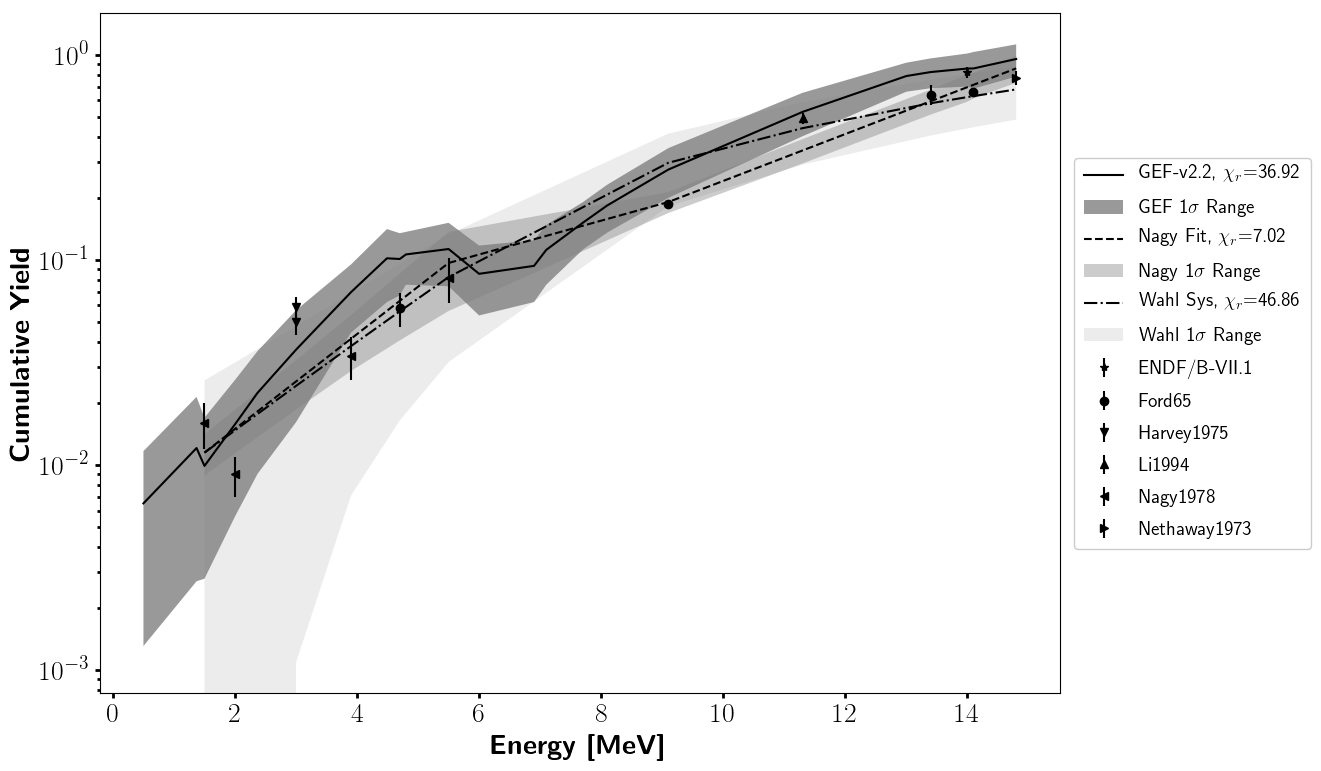 10⁰
10⁻¹
10⁻²
10⁻³
Cumulative Yield
0 2 4 6 8 10 12 14
Energy [MeV]
GEF-v2.2, χᵣ=36.92
GEF 1σ Range
Nagy Fit, χᵣ=7.02
Nagy 1σ Range
Wahl Sys, χᵣ=46.86
Wahl 1σ Range
ENDF/B-VII.1
Ford65
Harvey1975
Li1994
Nagy1978
Nethaway1973